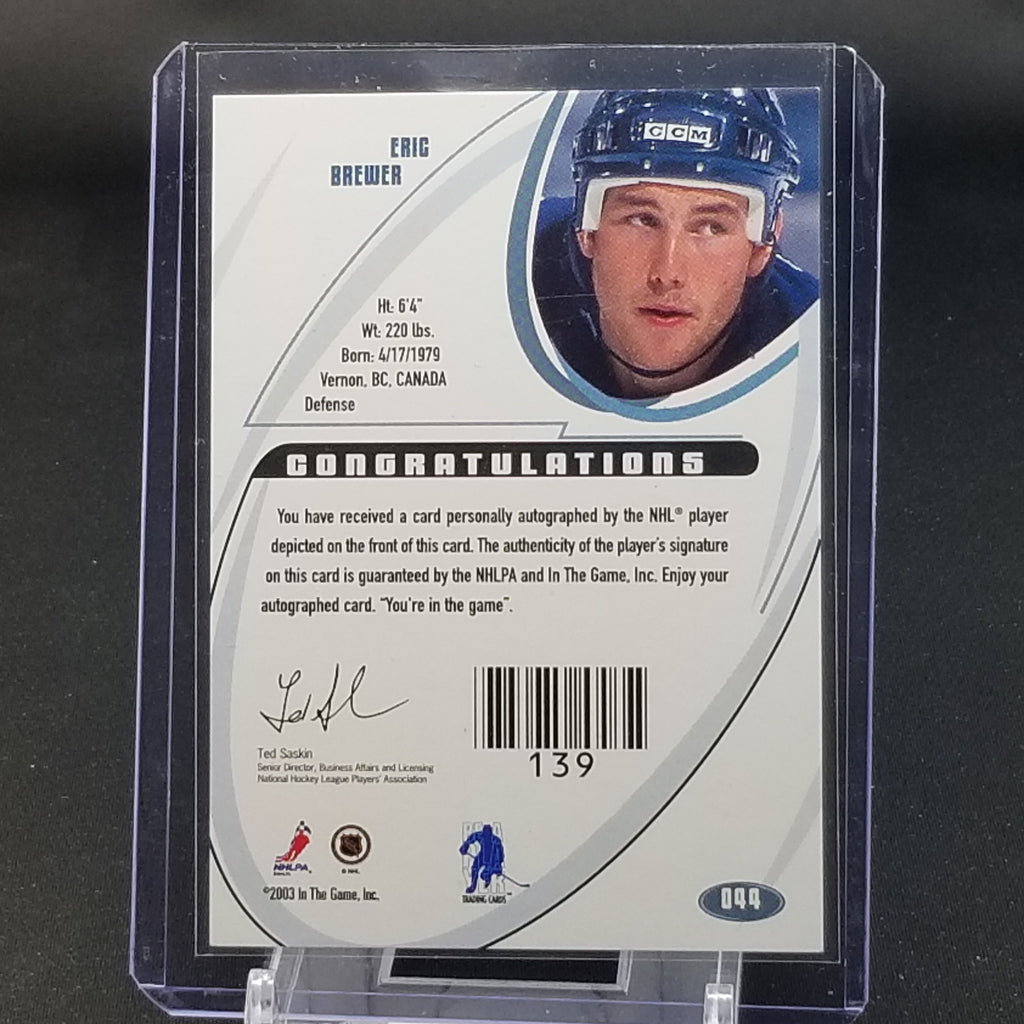 CCM
ERIC
BREWER
Ht: 6'4"
Wt: 220 lbs.
Born: 4/17/1979
Vernon, BC, CANADA
Defense
CONGRATULATIONS
You have received a card personally autographed by the NHL® player
depicted on the front of this card. The authenticity of the player's signature
on this card is guaranteed by the NHLPA and In The Game, Inc. Enjoy your
autographed card. "You're in the game".
Ted Saskin
Senior Director, Business Affairs and Licensing
National Hockey League Players' Association
139
NHLPA
© NHL
TRADING CARDS™
©2003 In The Game, Inc.
044